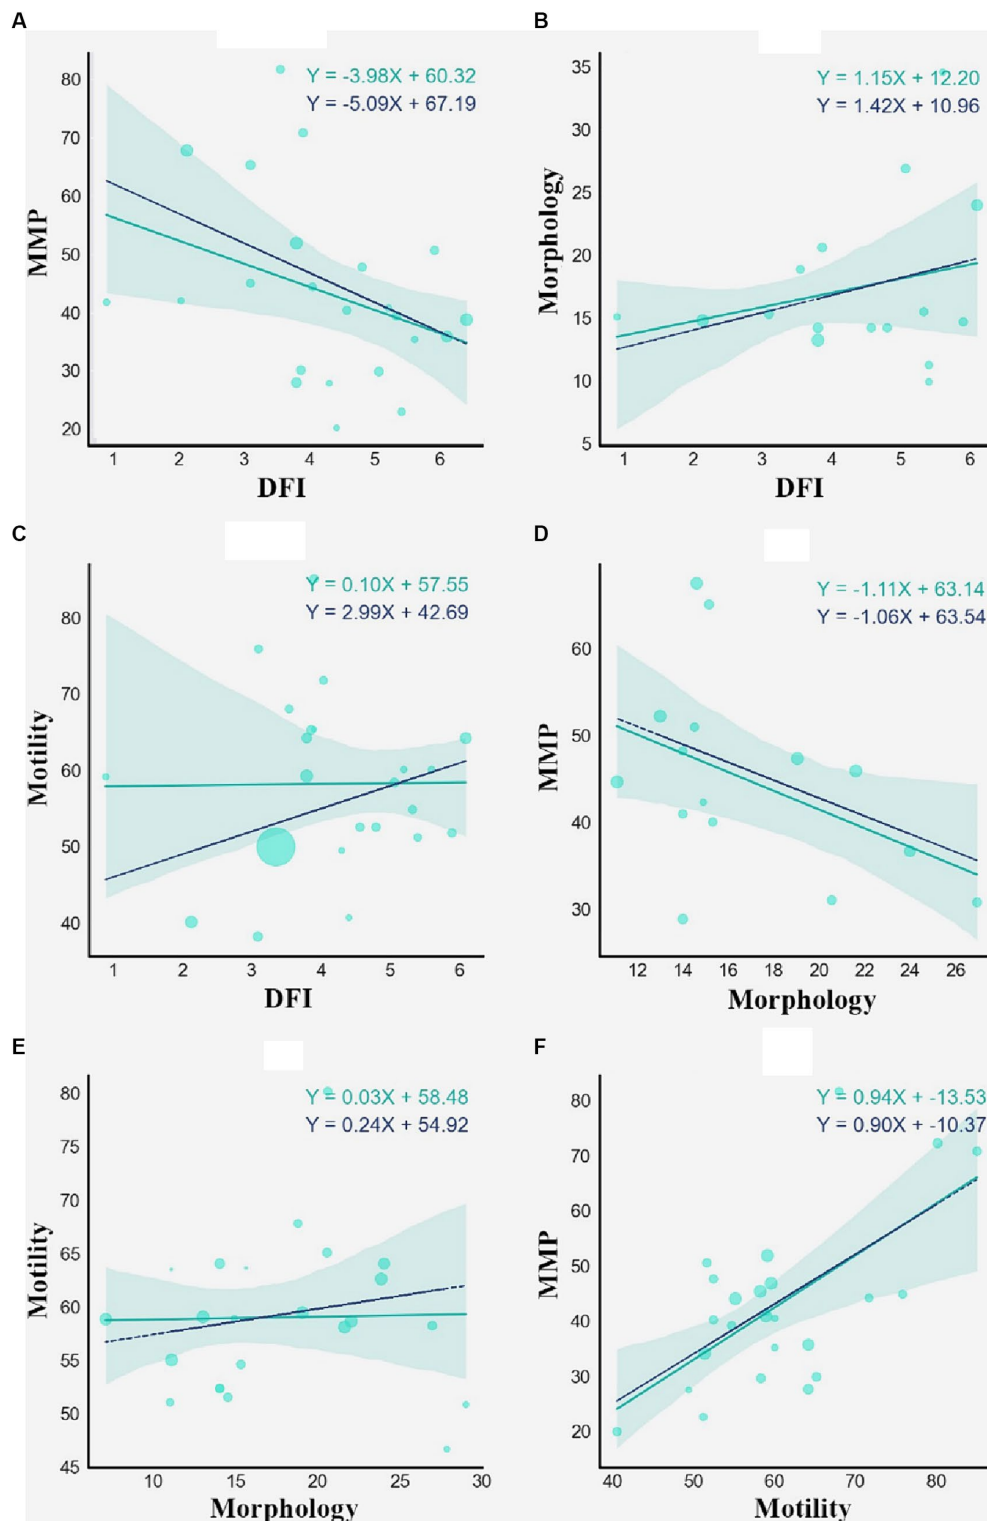 A
Y = -3.98X + 60.32
Y = -5.09X + 67.19
80
70
60
50
40
30
20
MMP
1 2 3 4 5 6
DFI
B
Y = 1.15X + 12.20
Y = 1.42X + 10.96
35
30
25
20
15
10
5
Morphology
1 2 3 4 5 6
DFI
C
Y = 0.10X + 57.55
Y = 2.99X + 42.69
80
70
60
50
40
Motility
1 2 3 4 5 6
DFI
D
Y = -1.11X + 63.14
Y = -1.06X + 63.54
60
50
40
30
MMP
12 14 16 18 20 22 24 26
Morphology
E
Y = 0.03X + 58.48
Y = 0.24X + 54.92
80
75
70
65
60
55
50
45
Motility
10 15 20 25 30
Morphology
F
Y = 0.94X + -13.53
Y = 0.90X + -10.37
80
70
60
50
40
30
20
MMP
40 50 60 70 80
Motility